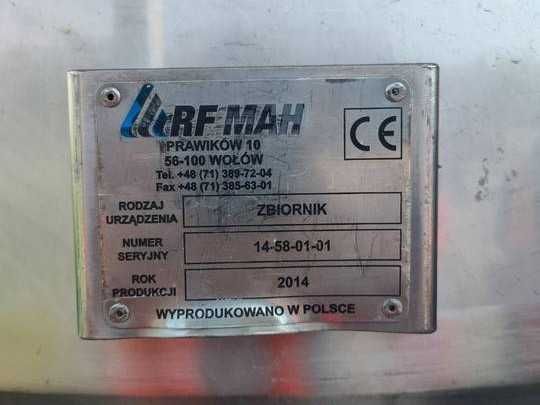 RF MAH
PRAWIKÓW 10
56-100 WOŁÓW
Tel. +48 (71) 389-72-04
Fax +48 (71) 385-63-01
CE
RODZAJ URZĄDZENIA ZBIORNIK
NUMER SERYJNY 14-58-01-01
ROK PRODUKCJI 2014
WYPRODUKOWANO W POLSCE